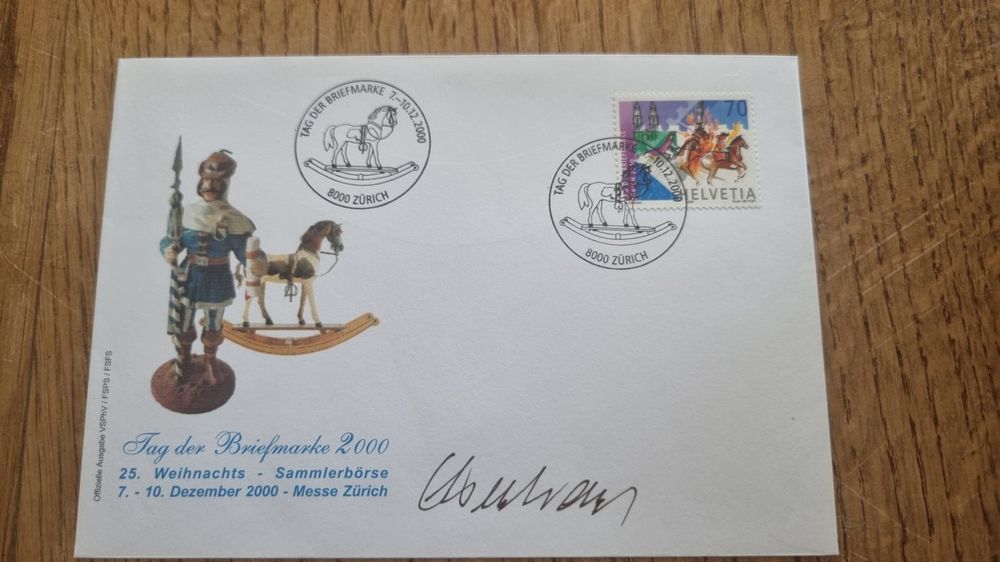 TAG DER BRIEFMARKE 7.–10.12.2000
8000 ZÜRICH
70
HELVETIA
TAG DER BRIEFMARKE 7.–10.12.2000
8000 ZÜRICH
Offizielle Ausgabe VSPhV / FSPS / FSFS
Tag der Briefmarke 2000
25. Weihnachts - Sammlerbörse
7. - 10. Dezember 2000 - Messe Zürich